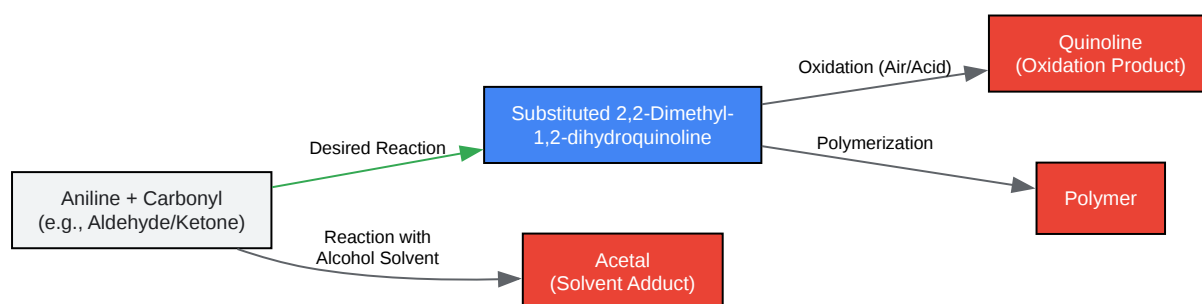 Aniline + Carbonyl
(e.g., Aldehyde/Ketone)
Desired Reaction
Reaction with
Alcohol Solvent
Substituted 2,2-Dimethyl-
1,2-dihydroquinoline
Acetal
(Solvent Adduct)
Oxidation (Air/Acid)
Polymerization
Quinoline
(Oxidation Product)
Polymer